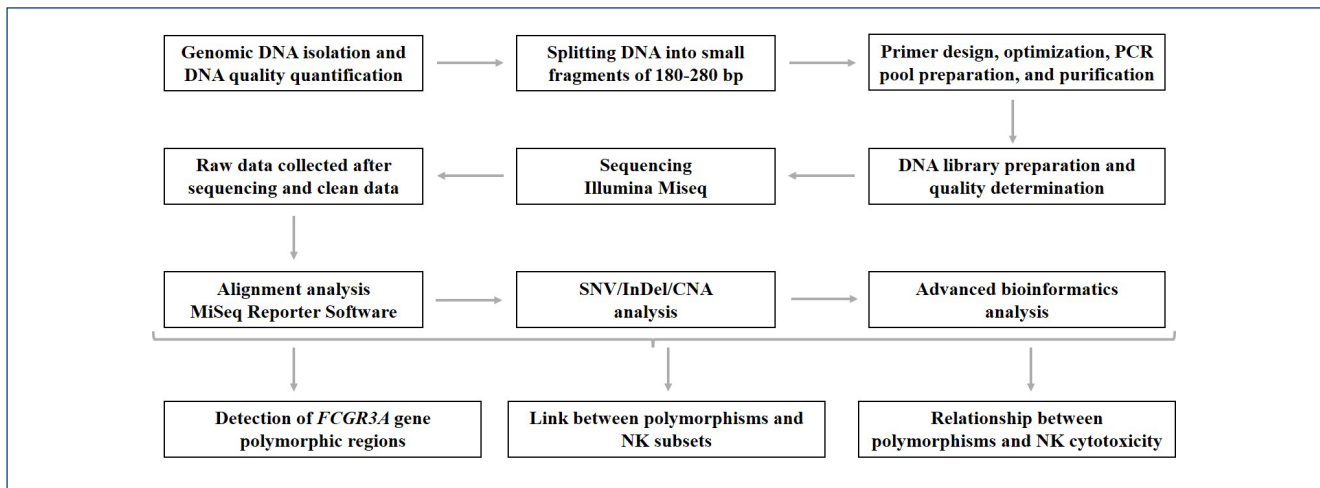 Genomic DNA isolation and
DNA quality quantification
Splitting DNA into small
fragments of 180-280 bp
Primer design, optimization, PCR
pool preparation, and purification
DNA library preparation and
quality determination
Sequencing
Illumina Miseq
Raw data collected after
sequencing and clean data
Alignment analysis
MiSeq Reporter Software
SNV/InDel/CNA
analysis
Advanced bioinformatics
analysis
Detection of FCGR3A gene
polymorphic regions
Link between polymorphisms and
NK subsets
Relationship between
polymorphisms and NK cytotoxicity